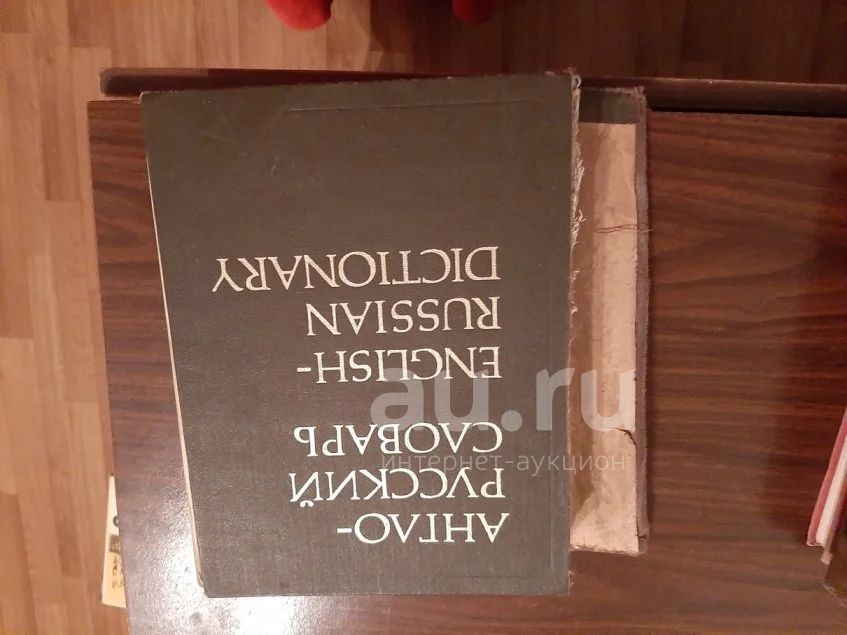 АНГЛО-
РУССКИЙ
СЛОВАРЬ
ENGLISH-
RUSSIAN
DICTIONARY
au.ru
интернет-аукцион